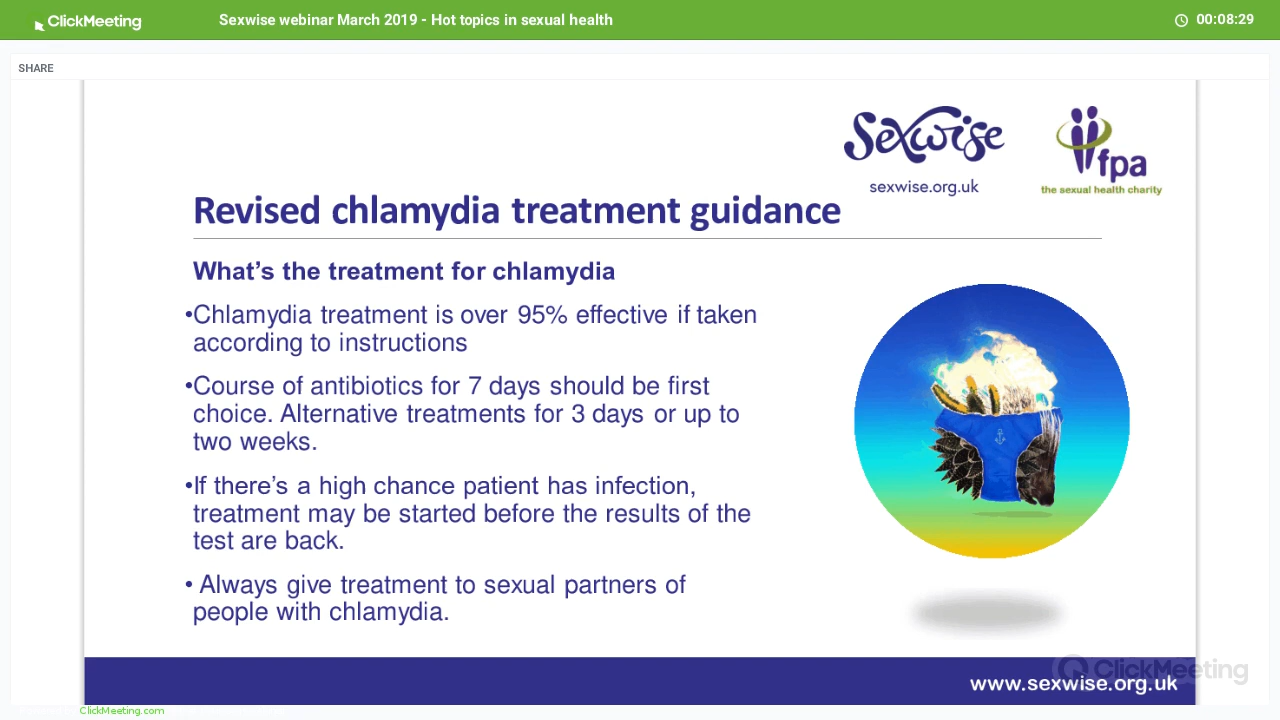 ClickMeeting
Sexwise webinar March 2019 - Hot topics in sexual health
00:08:29
SHARE
Sexwise
sexwise.org.uk
fpa
the sexual health charity
Revised chlamydia treatment guidance
What's the treatment for chlamydia
•Chlamydia treatment is over 95% effective if taken
according to instructions
•Course of antibiotics for 7 days should be first
choice. Alternative treatments for 3 days or up to
two weeks.
•If there's a high chance patient has infection,
treatment may be started before the results of the
test are back.
• Always give treatment to sexual partners of
people with chlamydia.
ClickMeeting
www.sexwise.org.uk
ClickMeeting.com